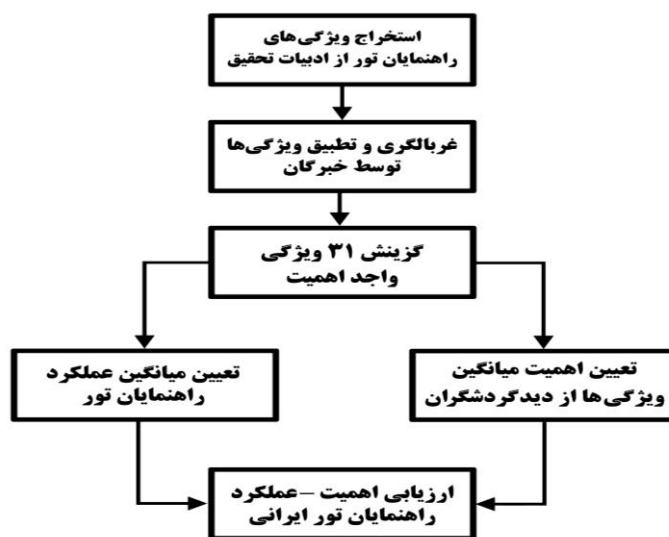 استخراج ویژگی‌های
راهنمایان تور از ادبیات تحقیق
غربالگری و تطبیق ویژگی‌ها
توسط خبرگان
گزینش ۳۱ ویژگی
واجد اهمیت
تعیین اهمیت میانگین
ویژگی‌ها از دیدگردشگران
تعیین میانگین عملکرد
راهنمایان تور
ارزیابی اهمیت – عملکرد
راهنمایان تور ایرانی